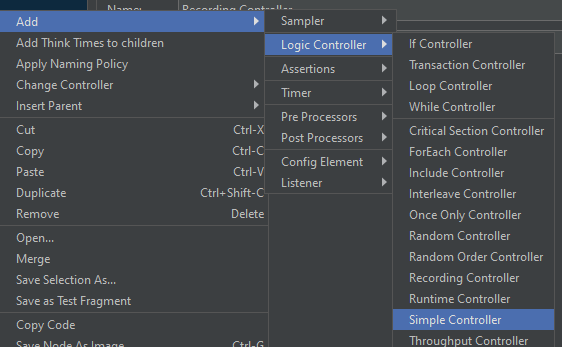 Name:
Recording Controller
Add
Add Think Times to children
Apply Naming Policy
Change Controller
Insert Parent
Cut Ctrl-X
Copy Ctrl-C
Paste Ctrl-V
Duplicate Ctrl+Shift-C
Remove Delete
Open...
Merge
Save Selection As...
Save as Test Fragment
Copy Code
Save Node As Image Ctrl-G
Sampler
Logic Controller
Assertions
Timer
Pre Processors
Post Processors
Config Element
Listener
If Controller
Transaction Controller
Loop Controller
While Controller
Critical Section Controller
ForEach Controller
Include Controller
Interleave Controller
Once Only Controller
Random Controller
Random Order Controller
Recording Controller
Runtime Controller
Simple Controller
Throughput Controller